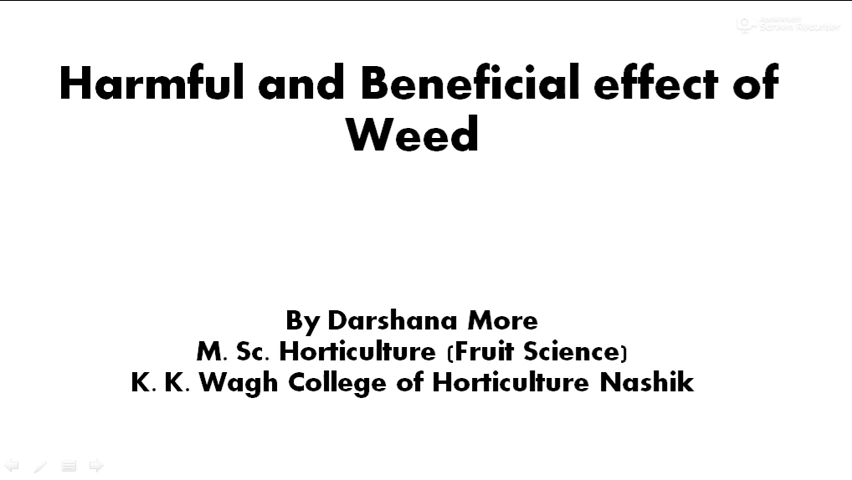 Harmful and Beneficial effect of
Weed
By Darshana More
M. Sc. Horticulture (Fruit Science)
K. K. Wagh College of Horticulture Nashik